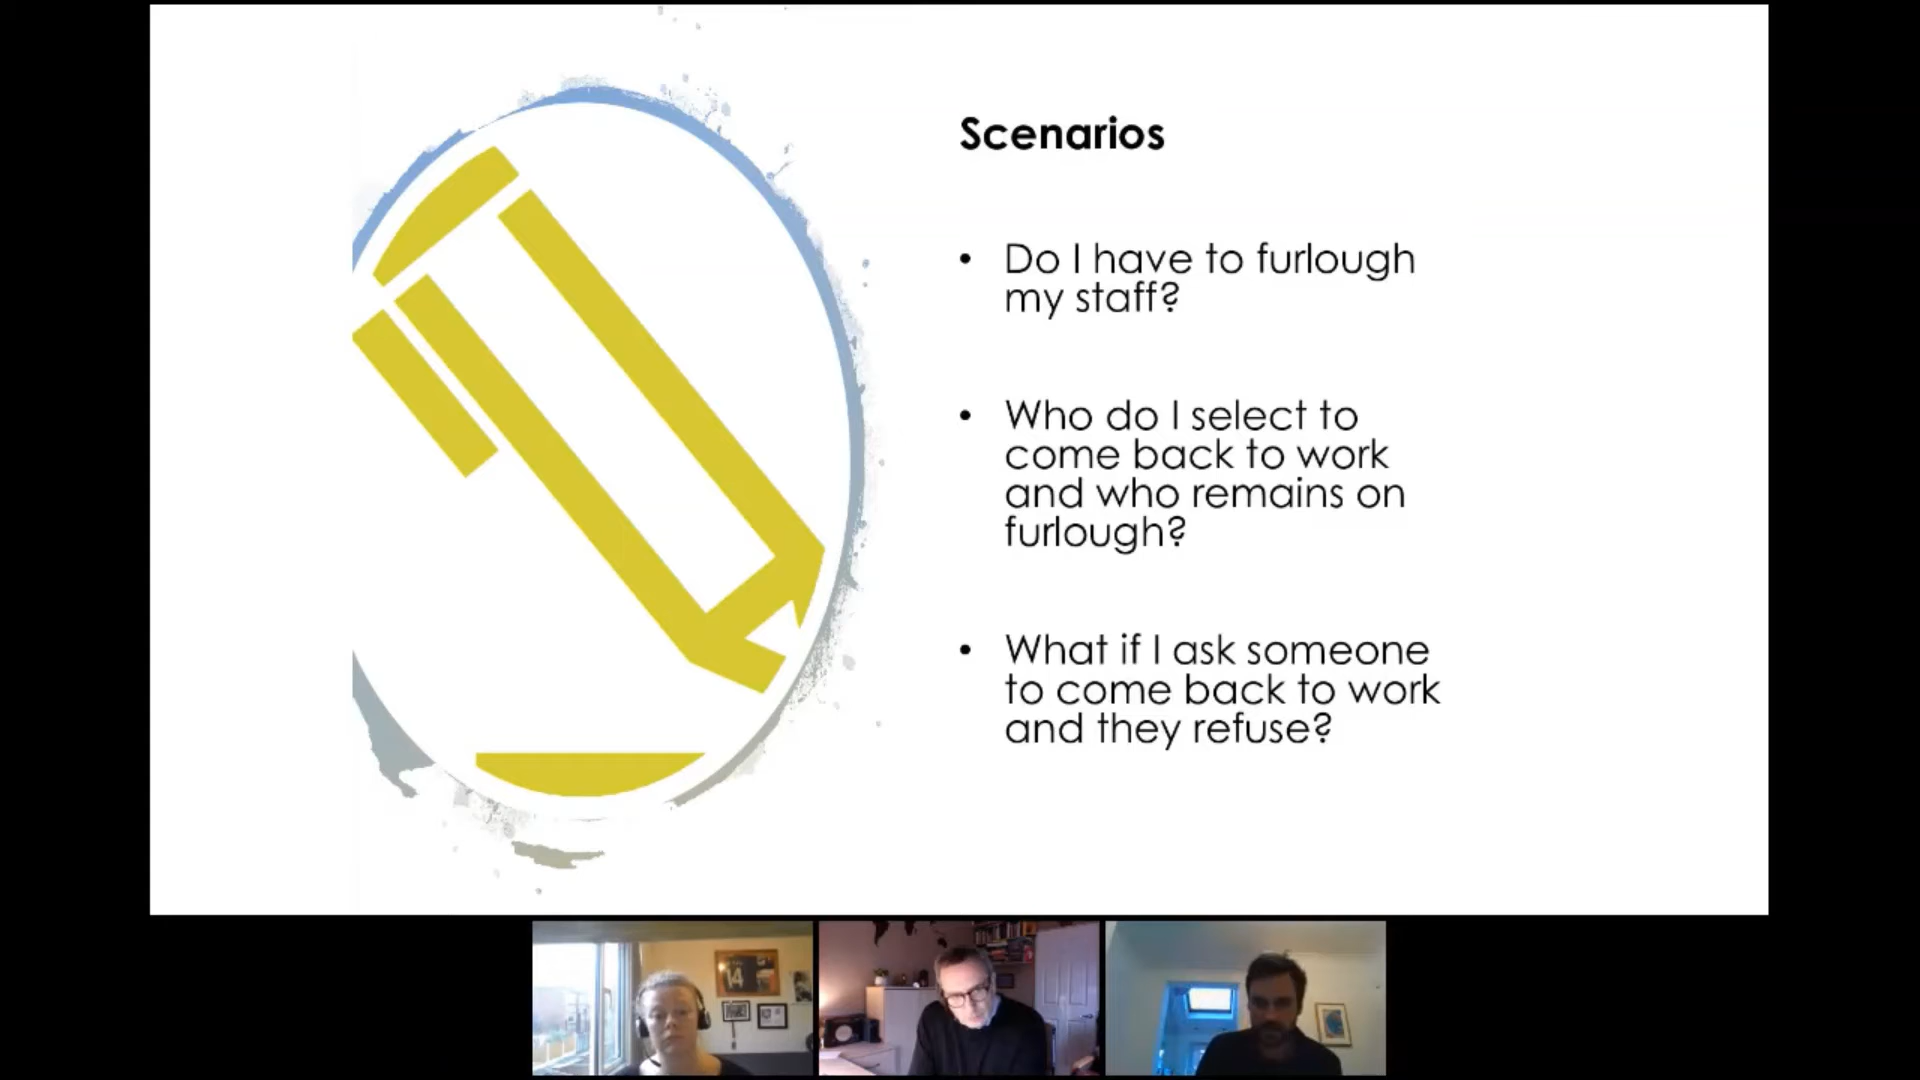 Scenarios
• Do I have to furlough
my staff?
• Who do I select to
come back to work
and who remains on
furlough?
• What if I ask someone
to come back to work
and they refuse?
14